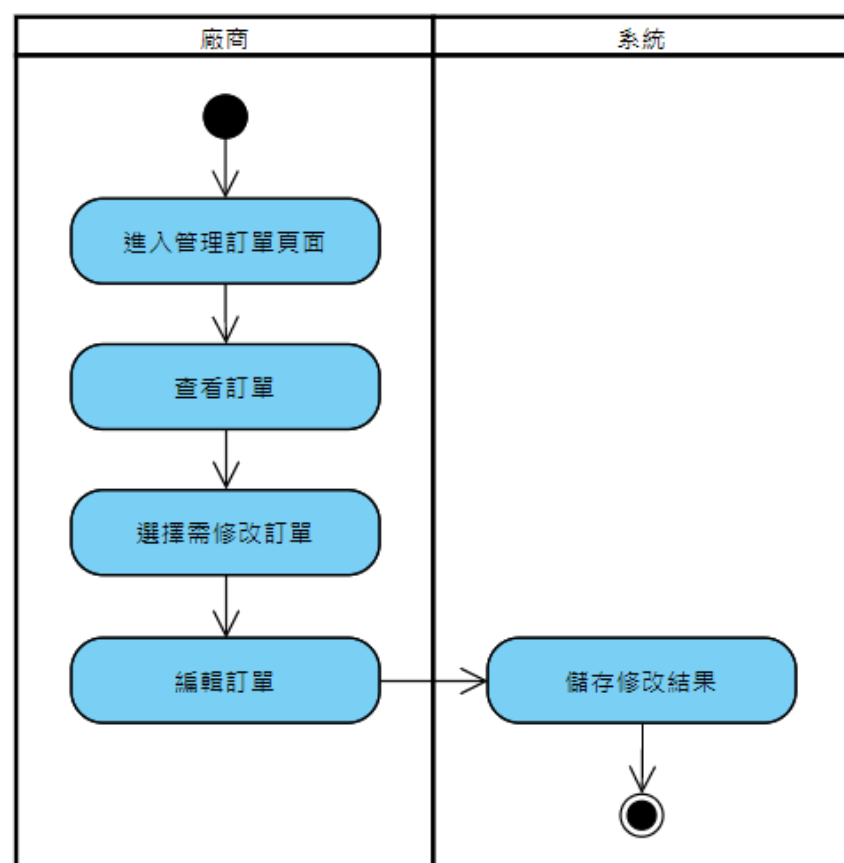 廠商
系統
進入管理訂單頁面
查看訂單
選擇需修改訂單
編輯訂單
儲存修改結果